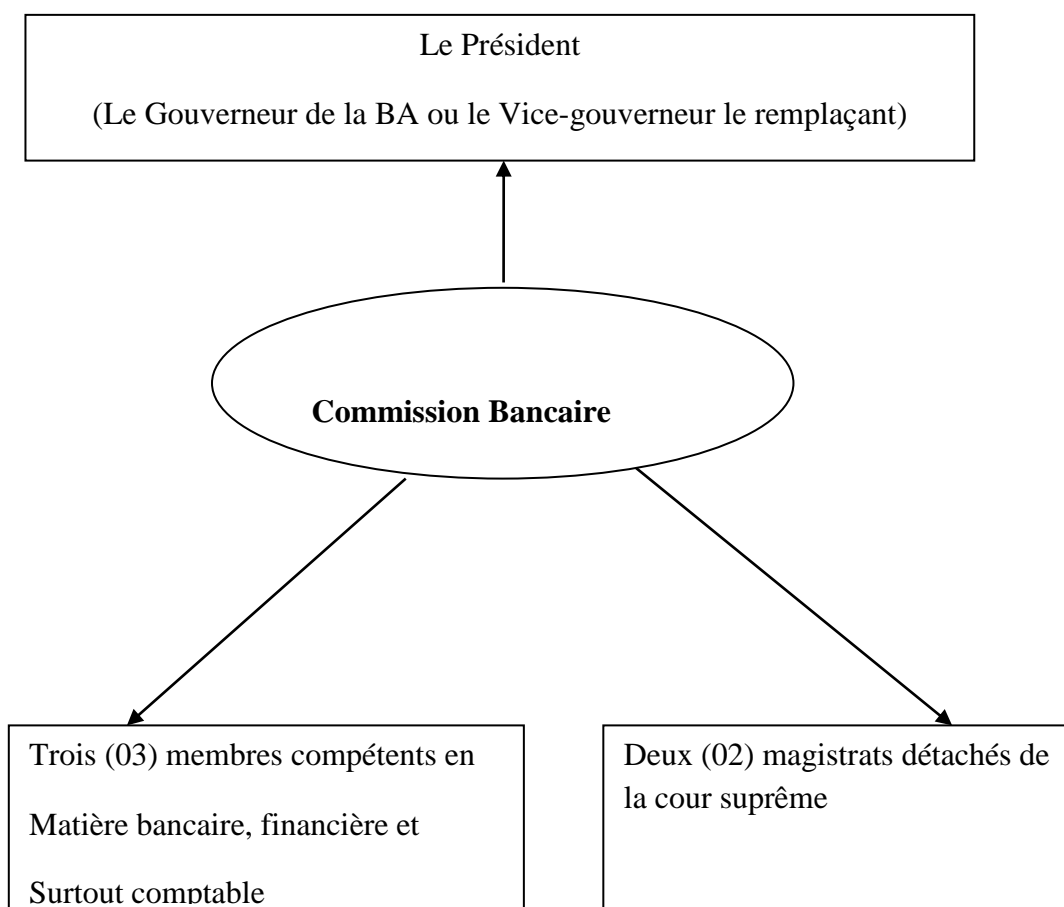 Le Président
(Le Gouverneur de la BA ou le Vice-gouverneur le remplaçant)
Commission Bancaire
Trois (03) membres compétents en
Matière bancaire, financière et
Surtout comptable
Deux (02) magistrats détachés de
la cour suprême